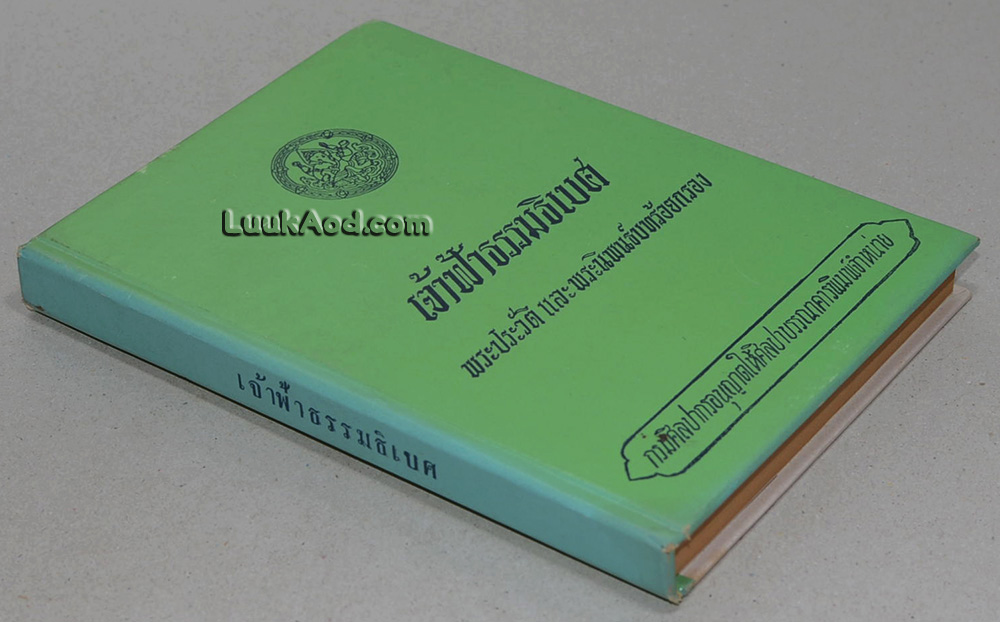 LuukAod.com
เจ้าฟ้าธรรมธิเบศ
พระประวัติ และ พระนิพนธ์บทร้อยกรอง
กรมศิลปากรอนุญาตให้ศิลปาบรรณาคารพิมพ์จำหน่าย
เจ้าฟ้าธรรมธิเบศ